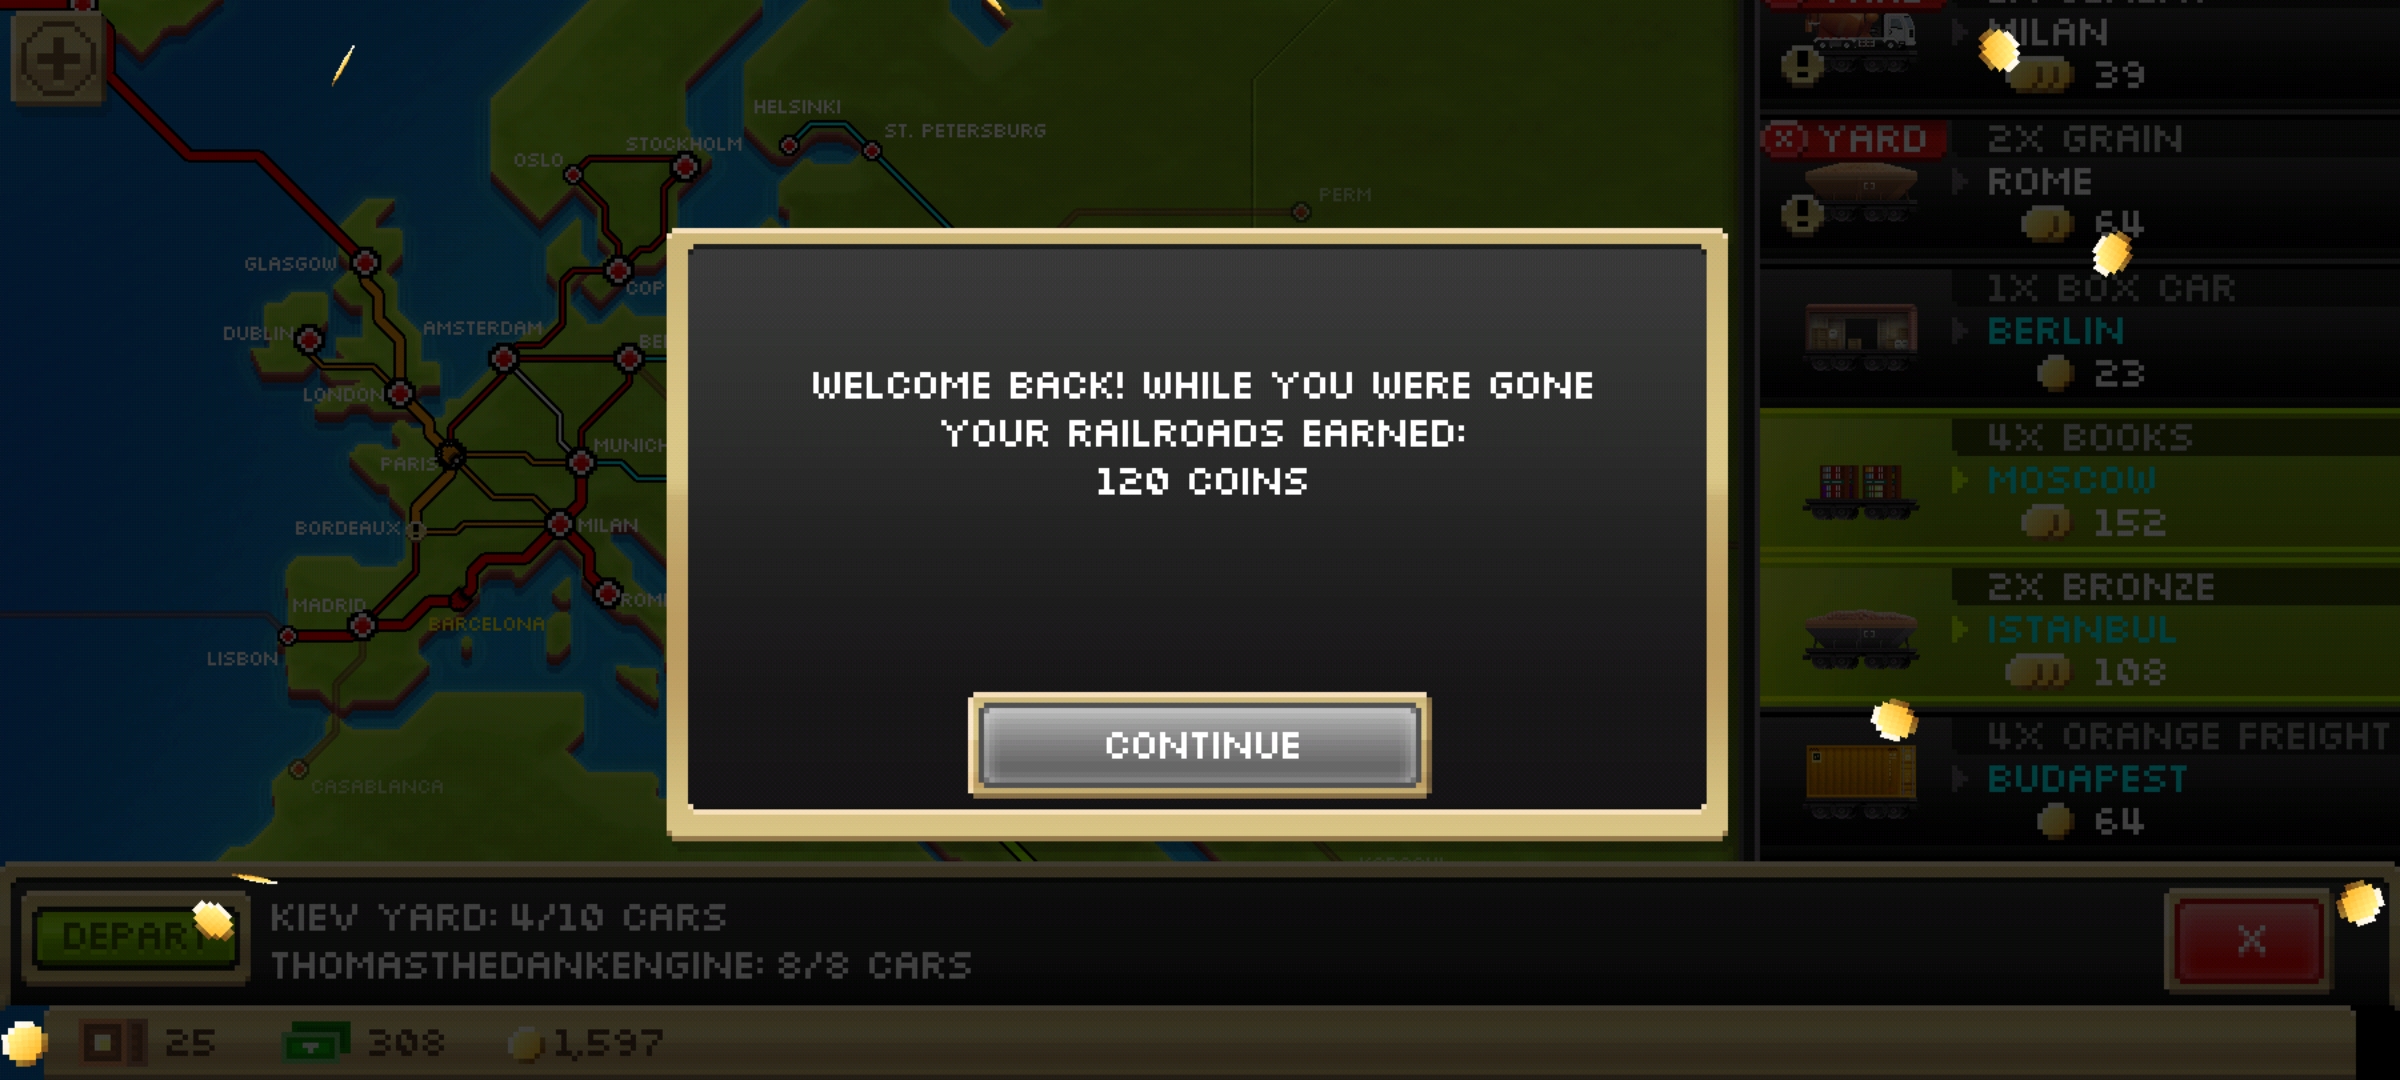 HELSINKI
ST. PETERSBURG
STOCKHOLM
OSLO
PERM
GLASGOW
DUBLIN
AMSTERDAM
LONDON
MUNICH
PARIS
BORDEAUX
MILAN
MADRID
BARCELONA
LISBON
CASABLANCA
WELCOME BACK! WHILE YOU WERE GONE
YOUR RAILROADS EARNED:
120 COINS
CONTINUE
MILAN
39
YARD
2X GRAIN
ROME
64
1X BOX CAR
BERLIN
23
4X BOOKS
MOSCOW
152
2X BRONZE
ISTANBUL
108
4X ORANGE FREIGHT
BUDAPEST
64
DEPART
KIEV YARD: 4/10 CARS
THOMASTHEDANKENGINE: 8/8 CARS
X
25
308
1,597